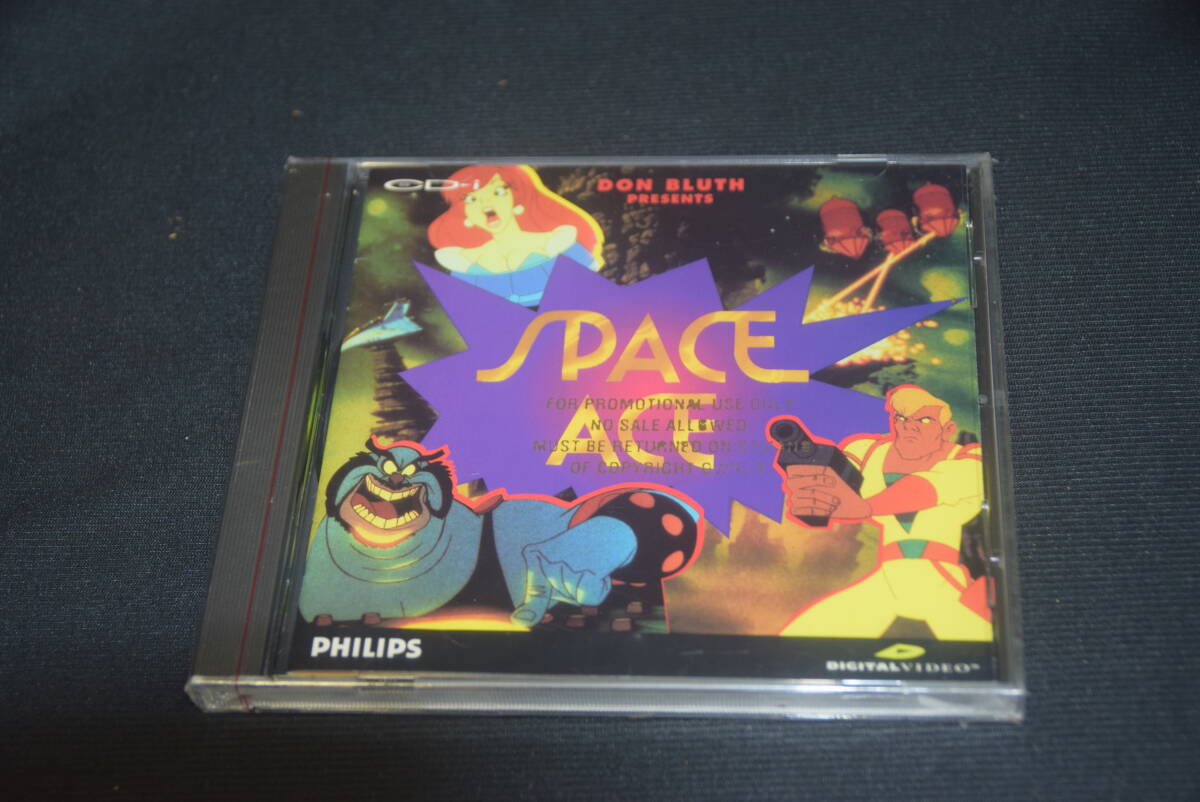 CD-i
DON BLUTH
PRESENTS
SPACE
ACE
FOR PROMOTIONAL USE ONLY
NO SALE ALLOWED
MUST BE RETURNED ON
OF COPYRIGHT
PHILIPS
DIGITAL VIDEO™